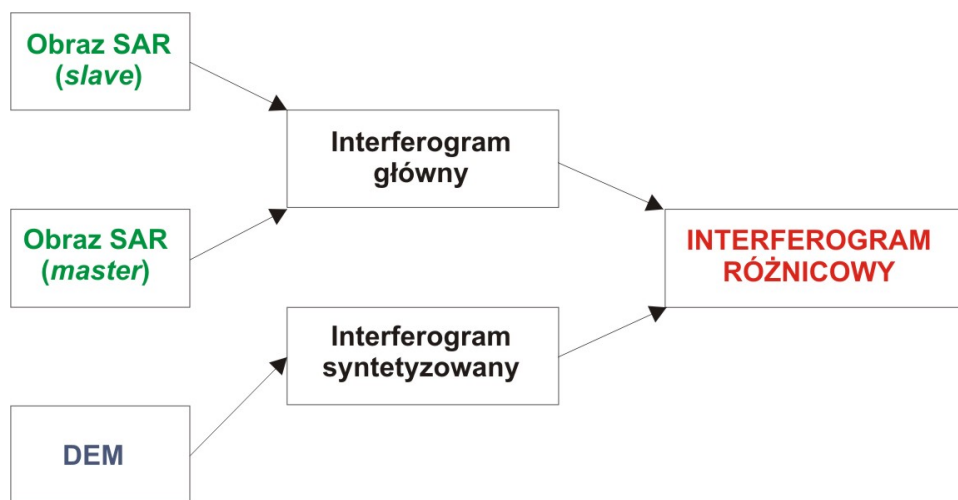 Obraz SAR
(slave)
Interferogram
główny
Obraz SAR
(master)
INTERFEROGRAM
RÓŻNICOWY
Interferogram
syntetyzowany
DEM